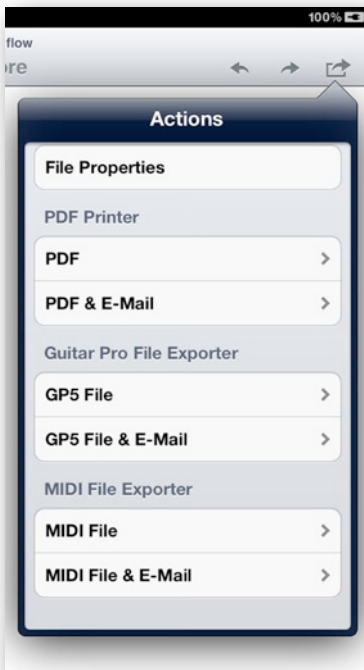 100%
flow
ore
Actions
File Properties
PDF Printer
PDF
PDF & E-Mail
Guitar Pro File Exporter
GP5 File
GP5 File & E-Mail
MIDI File Exporter
MIDI File
MIDI File & E-Mail